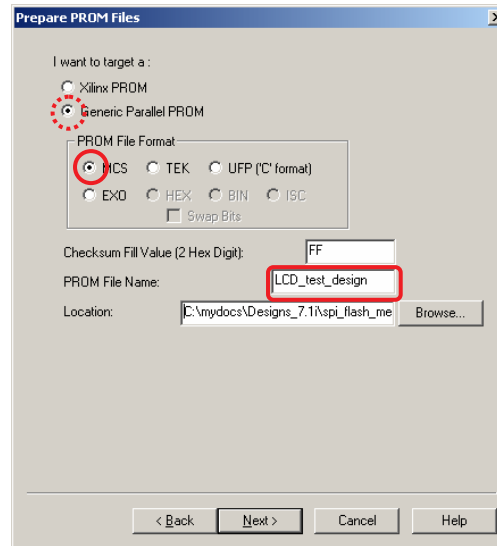 Prepare PROM Files
I want to target a :
Xilinx PROM
Generic Parallel PROM
PROM File Format
MCS TEK UFP ('C' format)
EXO HEX BIN ISC
Swap Bits
Checksum Fill Value (2 Hex Digit): FF
PROM File Name: LCD_test_design
Location: C:\mydocs\Designs_7.1i\spi_flash_me Browse...
< Back Next > Cancel Help